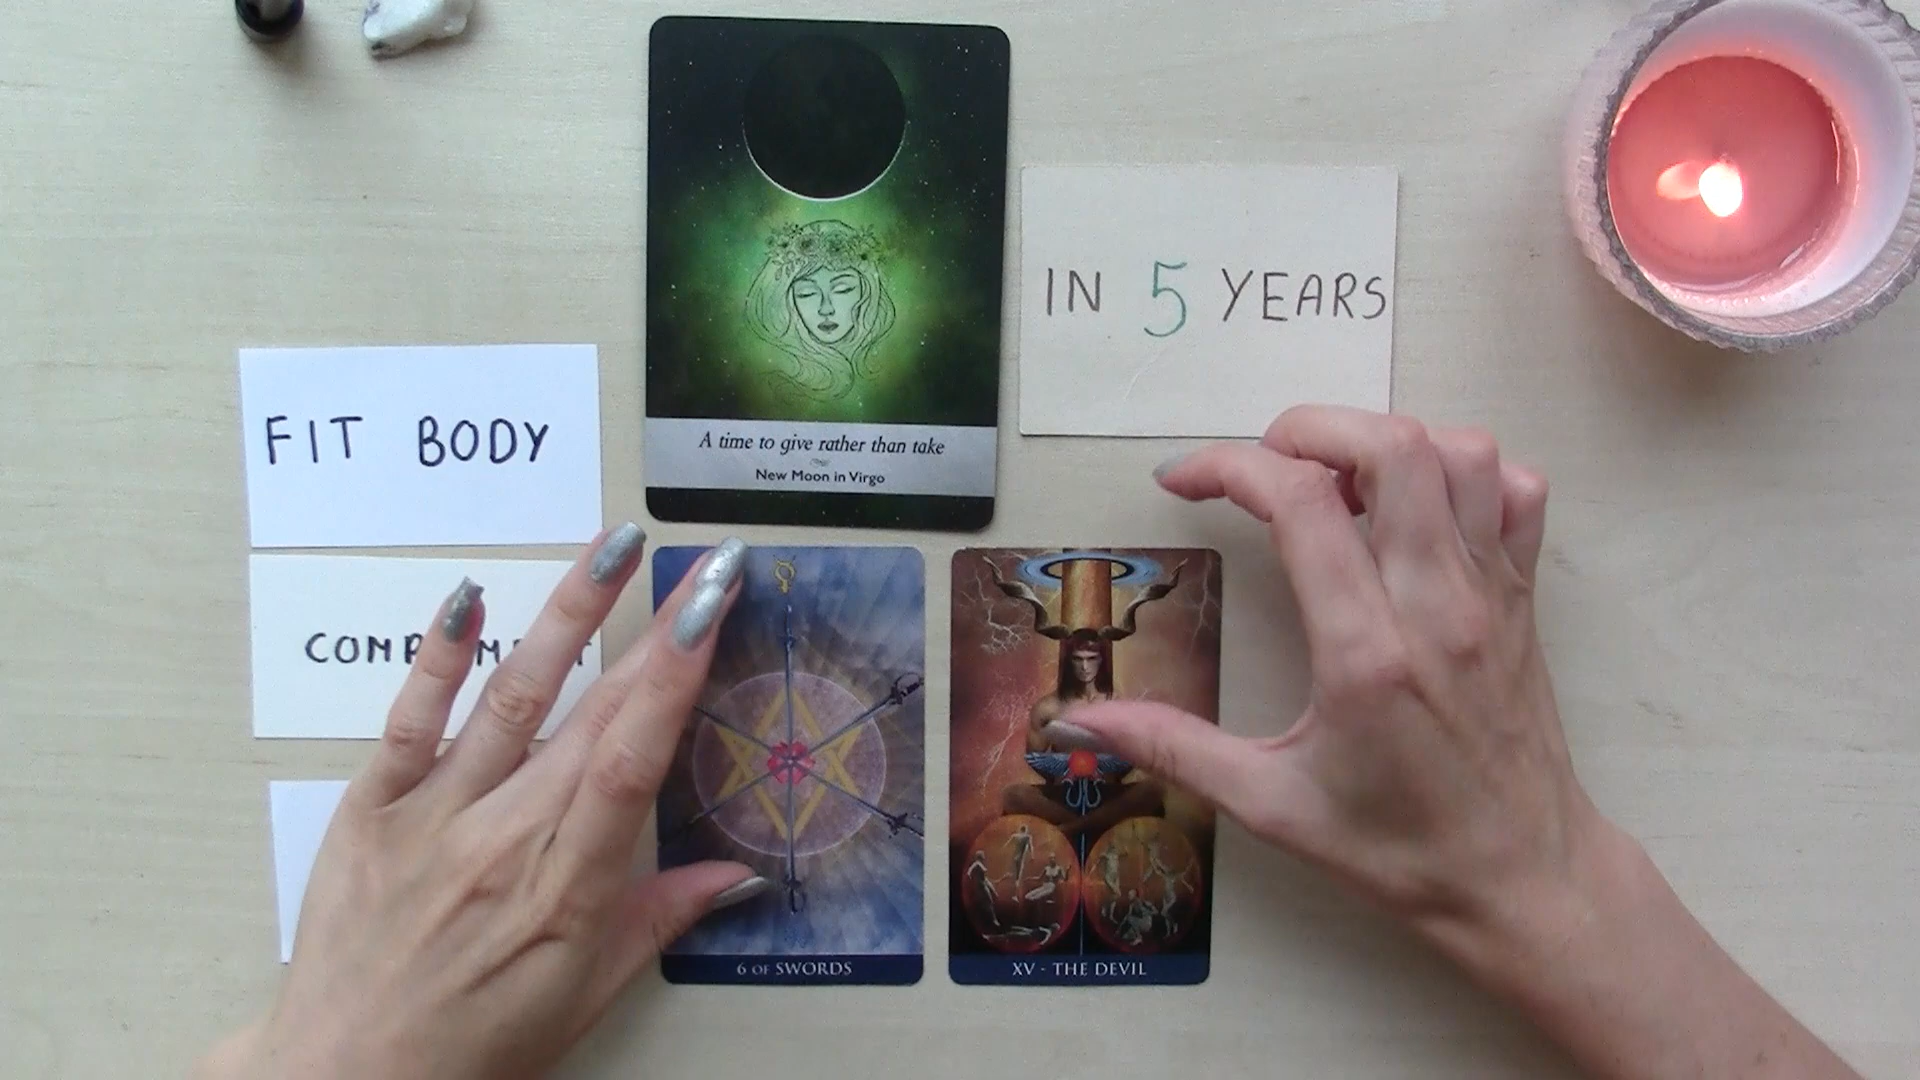 A time to give rather than take
New Moon in Virgo
IN 5 YEARS
FIT BODY
6 OF SWORDS
XV - THE DEVIL